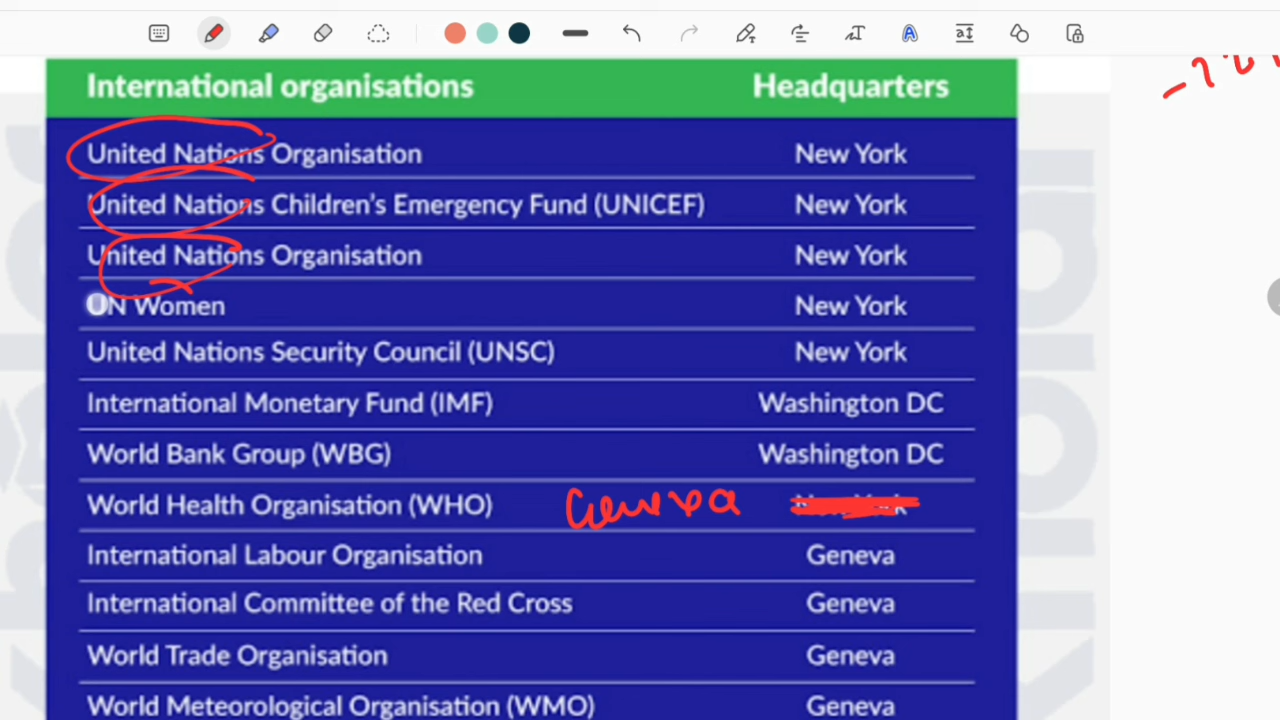 International organisations Headquarters
United Nations Organisation New York
United Nations Children's Emergency Fund (UNICEF) New York
United Nations Organisation New York
UN Women New York
United Nations Security Council (UNSC) New York
International Monetary Fund (IMF) Washington DC
World Bank Group (WBG) Washington DC
World Health Organisation (WHO) Geneva
International Labour Organisation Geneva
International Committee of the Red Cross Geneva
World Trade Organisation Geneva
World Meteorological Organisation (WMO) Geneva